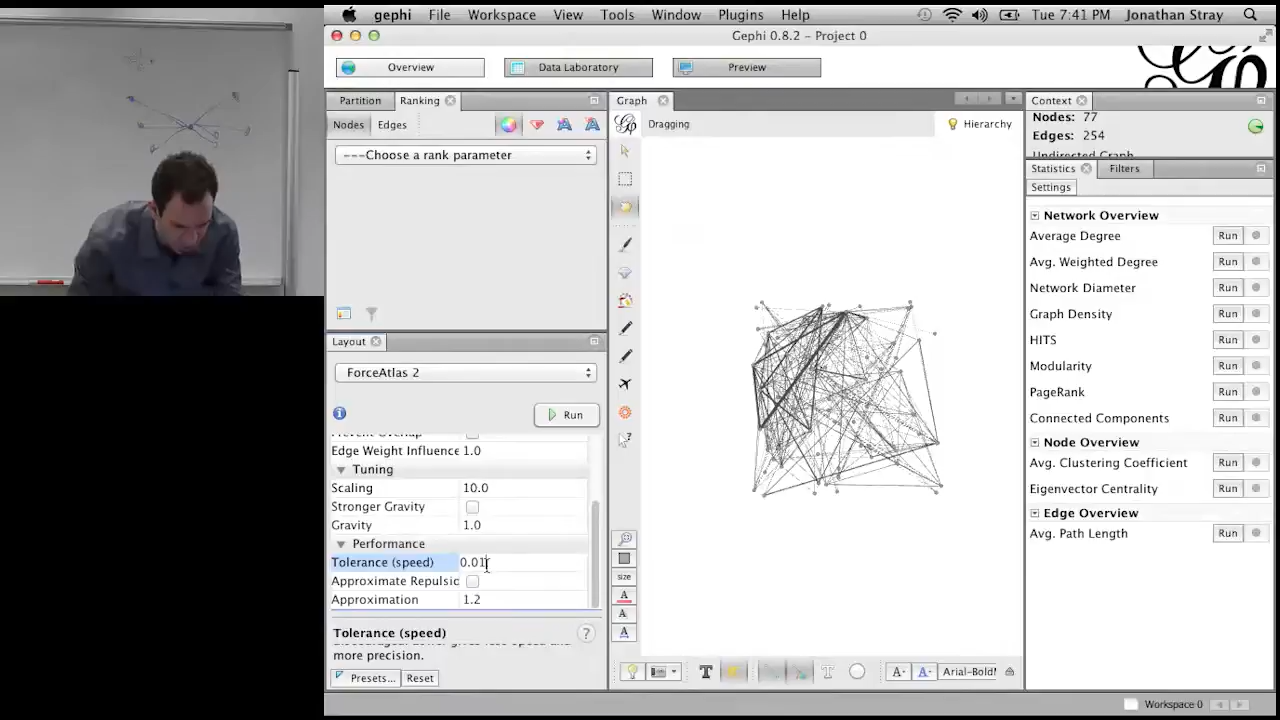 gephi File Workspace View Tools Window Plugins Help Tue 7:41 PM Jonathan Stray
Gephi 0.8.2 - Project 0
Overview Data Laboratory Preview
Partition Ranking
Nodes Edges
---Choose a rank parameter
Layout
ForceAtlas 2
Run
Prevent Overlap
Edge Weight Influence 1.0
Tuning
Scaling 10.0
Stronger Gravity
Gravity 1.0
Performance
Tolerance (speed) 0.01
Approximate Repulsio
Approximation 1.2
Tolerance (speed)
more precision.
Presets... Reset
Graph
Dragging Hierarchy
size
A
A
A
T T A- A- Arial-BoldM
Context
Nodes: 77
Edges: 254
Undirected Graph
Statistics Filters
Settings
Network Overview
Average Degree Run
Avg. Weighted Degree Run
Network Diameter Run
Graph Density Run
HITS Run
Modularity Run
PageRank Run
Connected Components Run
Node Overview
Avg. Clustering Coefficient Run
Eigenvector Centrality Run
Edge Overview
Avg. Path Length Run
Workspace 0